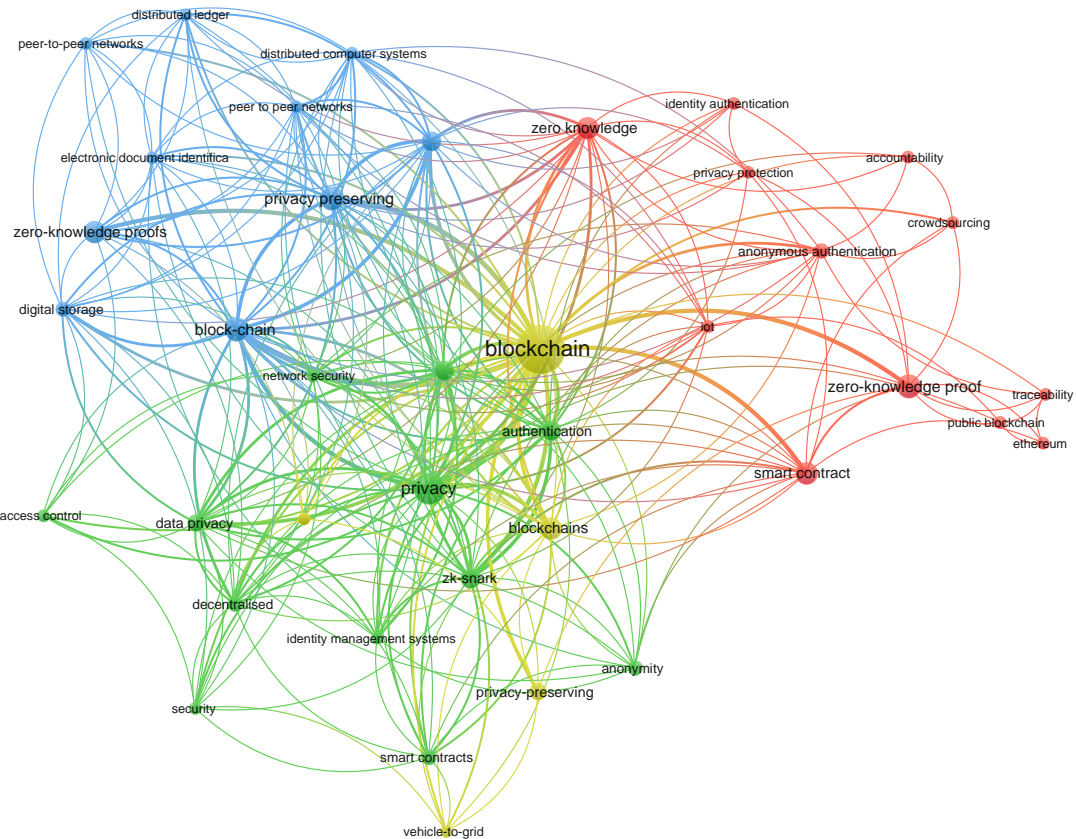 distributed ledger
peer-to-peer networks
distributed computer systems
identity authentication
peer to peer networks
zero knowledge
electronic document identifica
accountability
privacy protection
privacy preserving
crowdsourcing
zero-knowledge proofs
anonymous authentication
digital storage
block-chain
iot
blockchain
network security
zero-knowledge proof
traceability
public blockchain
authentication
ethereum
smart contract
privacy
access control
data privacy
blockchains
zk-snark
decentralised
identity management systems
anonymity
privacy-preserving
security
smart contracts
vehicle-to-grid